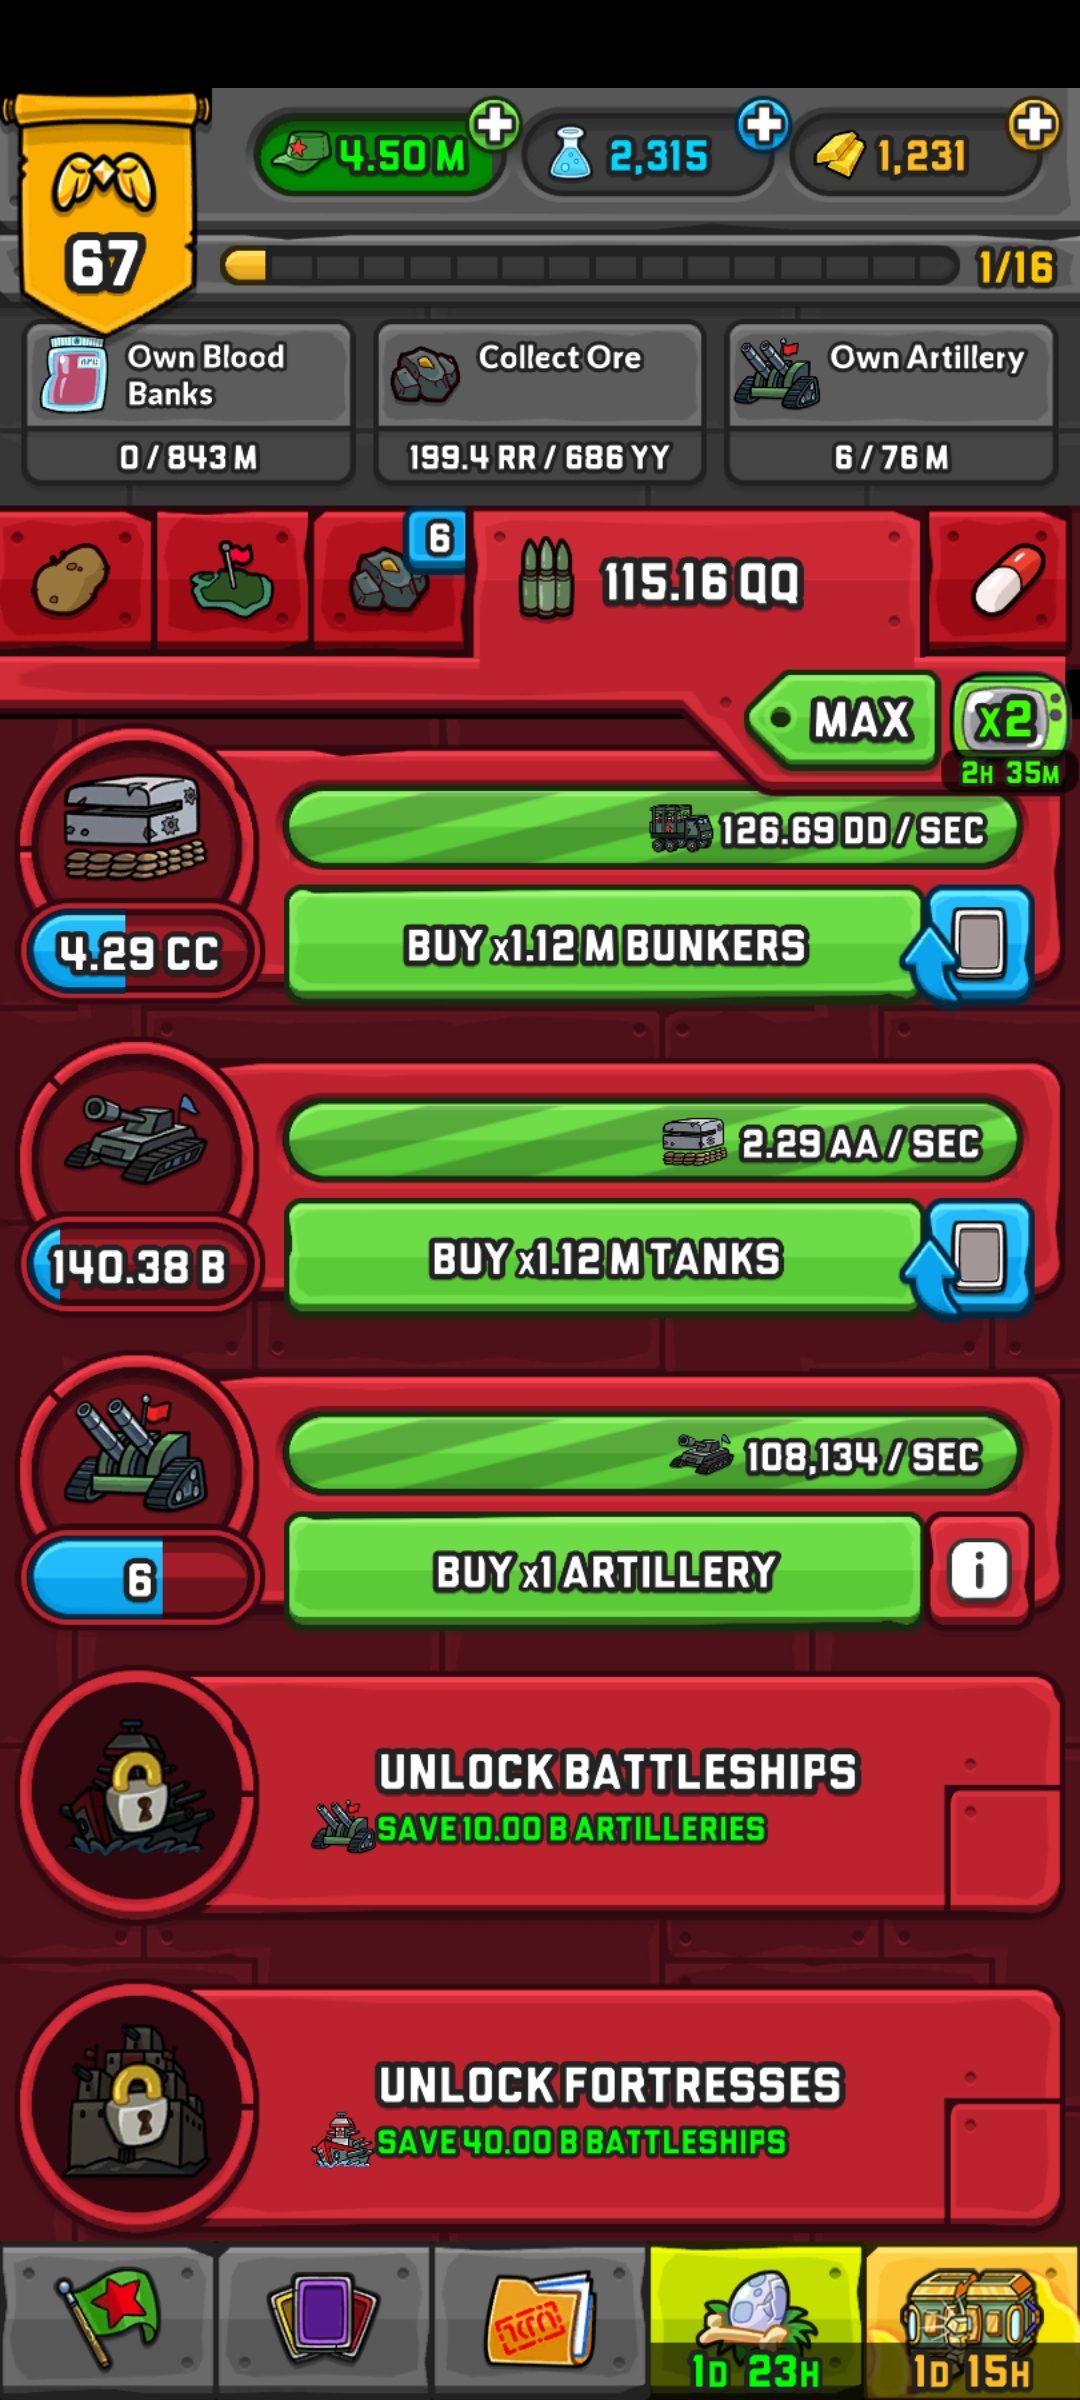 67
4.50 M
2,315
1,231
1/16
Own Blood
Banks
0 / 843 M
Collect Ore
199.4 RR / 686 YY
Own Artillery
6 / 76 M
6
115.16 QQ
MAX
x2
2H 35M
126.69 DD / SEC
4.29 CC
BUY x1.12 M BUNKERS
2.29 AA / SEC
140.38 B
BUY x1.12 M TANKS
108,134 / SEC
6
BUY x1 ARTILLERY
i
UNLOCK BATTLESHIPS
SAVE 10.00 B ARTILLERIES
UNLOCK FORTRESSES
SAVE 40.00 B BATTLESHIPS
1D 23H
1D 15H